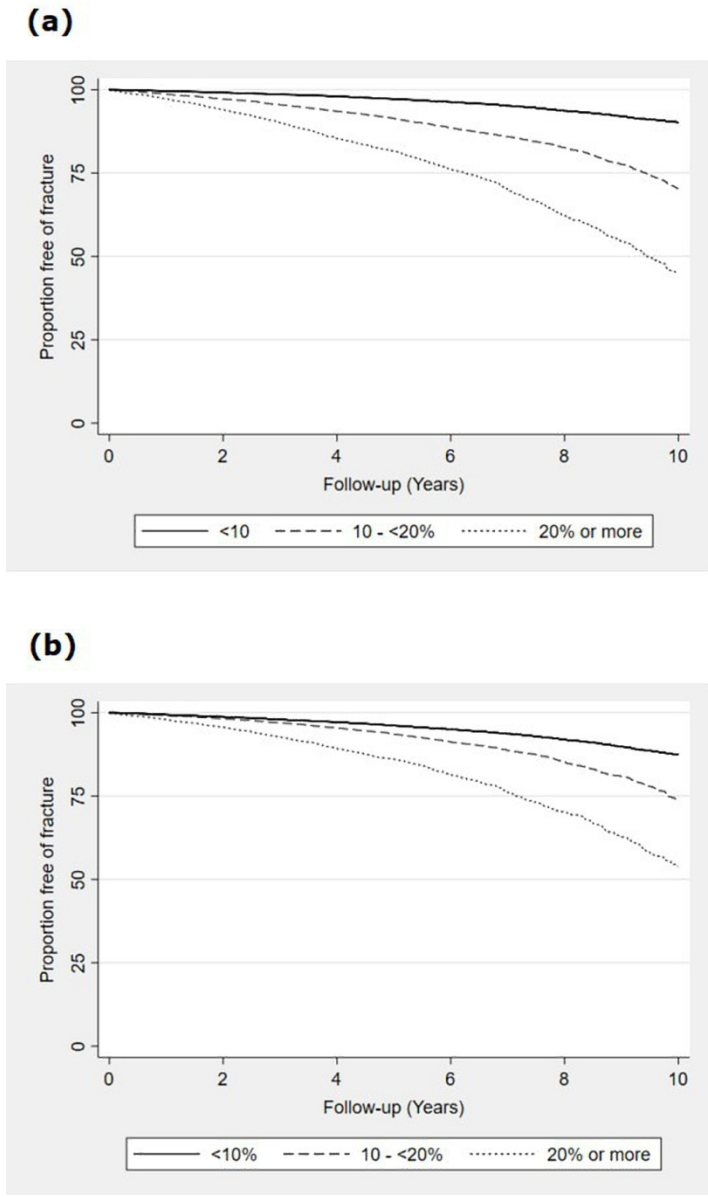 (a)
Proportion free of fracture
100
75
50
25
0
0 2 4 6 8 10
Follow-up (Years)
<10 10 - <20% 20% or more
(b)
Proportion free of fracture
100
75
50
25
0
0 2 4 6 8 10
Follow-up (Years)
<10% 10 - <20% 20% or more